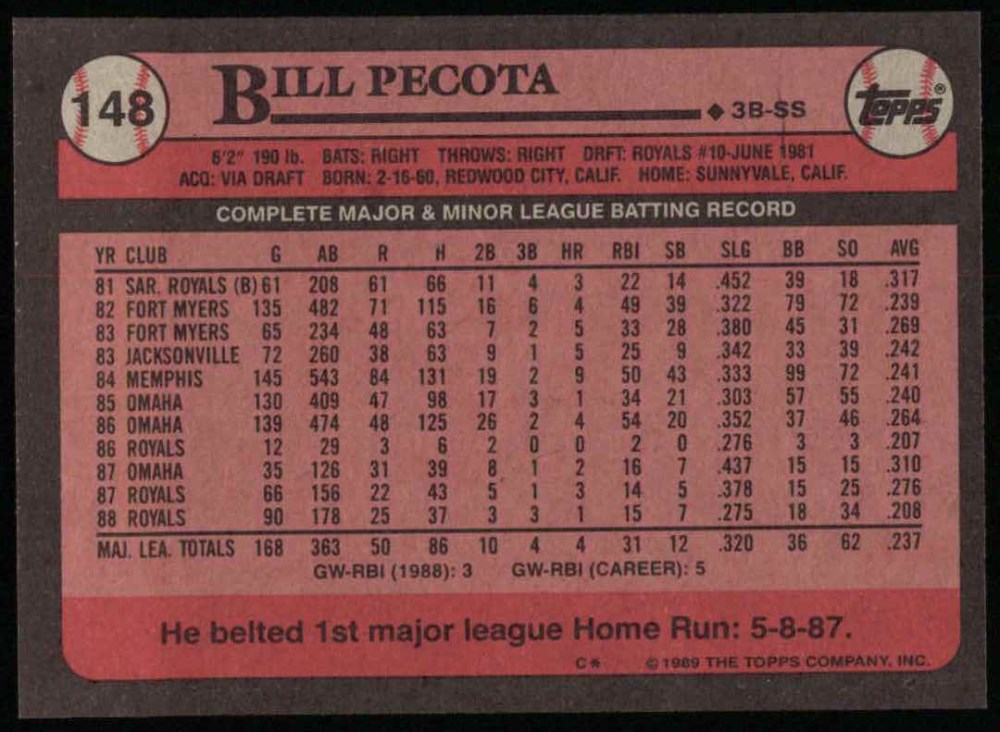 148
BILL PECOTA
◆ 3B-SS
Topps®
6'2" 190 lb. BATS: RIGHT THROWS: RIGHT DRFT: ROYALS #10-JUNE 1981
ACQ: VIA DRAFT BORN: 2-16-60, REDWOOD CITY, CALIF. HOME: SUNNYVALE, CALIF.
COMPLETE MAJOR & MINOR LEAGUE BATTING RECORD
YR CLUB G AB R H 2B 3B HR RBI SB SLG BB SO AVG
81 SAR. ROYALS (B) 61 208 61 66 11 4 3 22 14 .452 39 18 .317
82 FORT MYERS 135 482 71 115 16 6 4 49 39 .322 79 72 .239
83 FORT MYERS 65 234 48 63 7 2 5 33 28 .380 45 31 .269
83 JACKSONVILLE 72 260 38 63 9 1 5 25 9 .342 33 39 .242
84 MEMPHIS 145 543 84 131 19 2 9 50 43 .333 99 72 .241
85 OMAHA 130 409 47 98 17 3 1 34 21 .303 57 55 .240
86 OMAHA 139 474 48 125 26 2 4 54 20 .352 37 46 .264
86 ROYALS 12 29 3 6 2 0 0 2 0 .276 3 3 .207
87 OMAHA 35 126 31 39 8 1 2 16 7 .437 15 15 .310
87 ROYALS 66 156 22 43 5 1 3 14 5 .378 15 25 .276
88 ROYALS 90 178 25 37 3 3 1 15 7 .275 18 34 .208
MAJ. LEA. TOTALS 168 363 50 86 10 4 4 31 12 .320 36 62 .237
GW-RBI (1988): 3 GW-RBI (CAREER): 5
He belted 1st major league Home Run: 5-8-87.
C* © 1989 THE TOPPS COMPANY, INC.